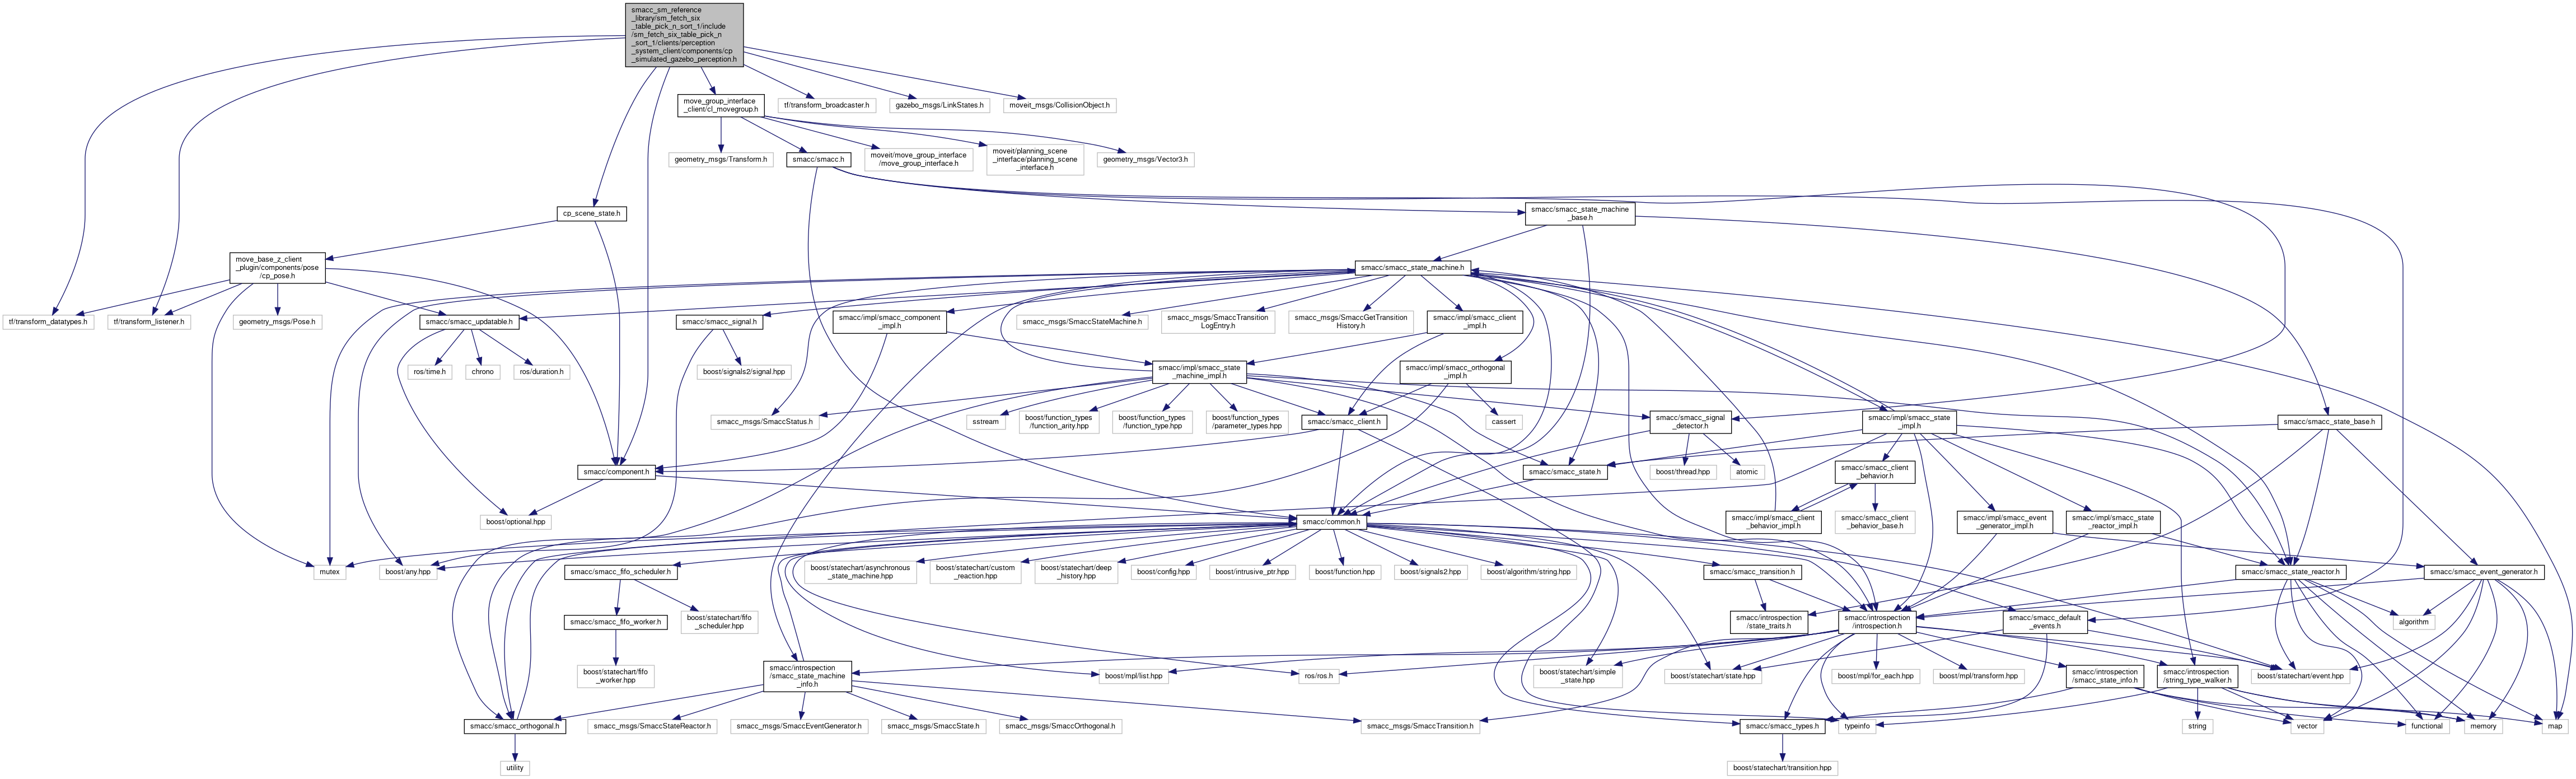 smacc_sm_reference
_library/sm_fetch_six
_table_pick_n_sort_1/include
/sm_fetch_six_table_pick_n
_sort_1/clients/perception
_system_client/components/cp
_simulated_gazebo_perception.h
move_group_interface
_client/cl_movegroup.h
tf/transform_broadcaster.h
gazebo_msgs/LinkStates.h
moveit_msgs/CollisionObject.h
geometry_msgs/Transform.h
smacc/smacc.h
moveit/move_group_interface
/move_group_interface.h
moveit/planning_scene
_interface/planning_scene
_interface.h
geometry_msgs/Vector3.h
cp_scene_state.h
smacc/smacc_state_machine
_base.h
move_base_z_client
_plugin/components/pose
/cp_pose.h
smacc/smacc_state_machine.h
tf/transform_datatypes.h
tf/transform_listener.h
geometry_msgs/Pose.h
smacc/smacc_updatable.h
smacc/smacc_signal.h
smacc/impl/smacc_component
_impl.h
smacc_msgs/SmaccStateMachine.h
smacc_msgs/SmaccTransition
LogEntry.h
smacc_msgs/SmaccGetTransition
History.h
smacc/impl/smacc_client
_impl.h
ros/time.h
chrono
ros/duration.h
boost/signals2/signal.hpp
smacc/impl/smacc_state
_machine_impl.h
smacc/impl/smacc_orthogonal
_impl.h
smacc_msgs/SmaccStatus.h
sstream
boost/function_types
/function_arity.hpp
boost/function_types
/function_type.hpp
boost/function_types
/parameter_types.hpp
smacc/smacc_client.h
cassert
smacc/smacc_signal
_detector.h
smacc/impl/smacc_state
_impl.h
smacc/smacc_state_base.h
smacc/component.h
smacc/smacc_state.h
boost/thread.hpp
atomic
smacc/smacc_client
_behavior.h
boost/optional.hpp
smacc/common.h
smacc/impl/smacc_client
_behavior_impl.h
smacc/smacc_client
_behavior_base.h
smacc/impl/smacc_event
_generator_impl.h
smacc/impl/smacc_state
_reactor_impl.h
mutex
boost/any.hpp
smacc/smacc_fifo_scheduler.h
boost/statechart/asynchronous
_state_machine.hpp
boost/statechart/custom
_reaction.hpp
boost/statechart/deep
_history.hpp
boost/config.hpp
boost/intrusive_ptr.hpp
boost/function.hpp
boost/signals2.hpp
boost/algorithm/string.hpp
smacc/smacc_transition.h
smacc/smacc_state_reactor.h
smacc/smacc_event_generator.h
smacc/smacc_fifo_worker.h
boost/statechart/fifo
_scheduler.hpp
smacc/introspection
/state_traits.h
smacc/introspection
/introspection.h
smacc/smacc_default
_events.h
algorithm
boost/statechart/fifo
_worker.hpp
smacc/introspection
/smacc_state_machine
_info.h
boost/mpl/list.hpp
ros/ros.h
boost/statechart/simple
_state.hpp
boost/statechart/state.hpp
boost/mpl/for_each.hpp
boost/mpl/transform.hpp
smacc/introspection
/smacc_state_info.h
smacc/introspection
/string_type_walker.h
boost/statechart/event.hpp
smacc/smacc_orthogonal.h
smacc_msgs/SmaccStateReactor.h
smacc_msgs/SmaccEventGenerator.h
smacc_msgs/SmaccState.h
smacc_msgs/SmaccOrthogonal.h
smacc_msgs/SmaccTransition.h
smacc/smacc_types.h
typeinfo
string
vector
functional
memory
map
utility
boost/statechart/transition.hpp